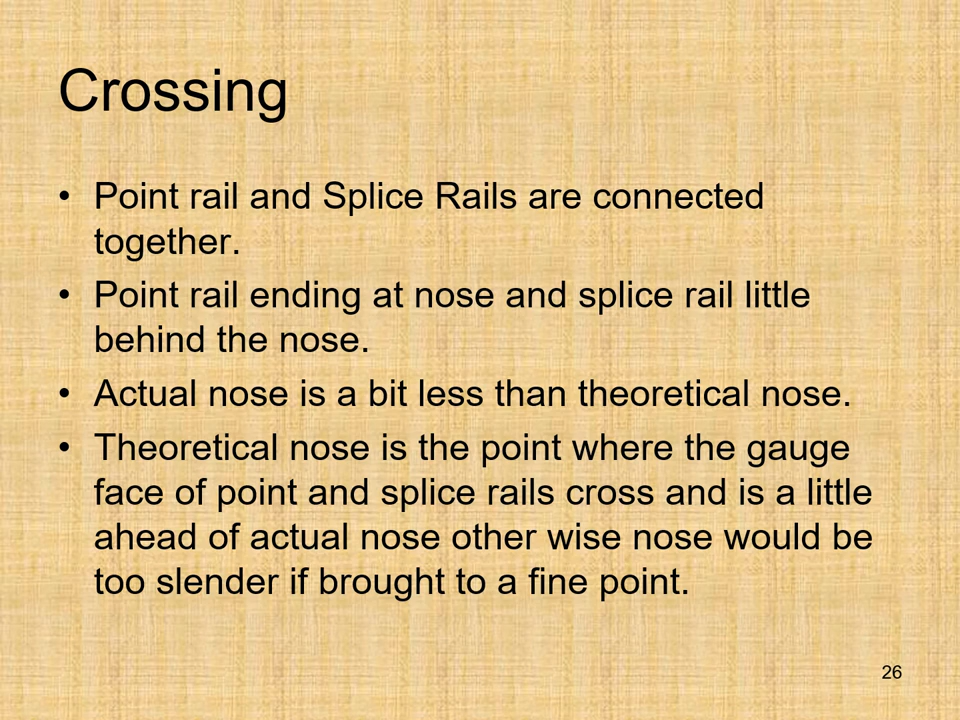 Crossing
• Point rail and Splice Rails are connected
together.
• Point rail ending at nose and splice rail little
behind the nose.
• Actual nose is a bit less than theoretical nose.
• Theoretical nose is the point where the gauge
face of point and splice rails cross and is a little
ahead of actual nose other wise nose would be
too slender if brought to a fine point.
26